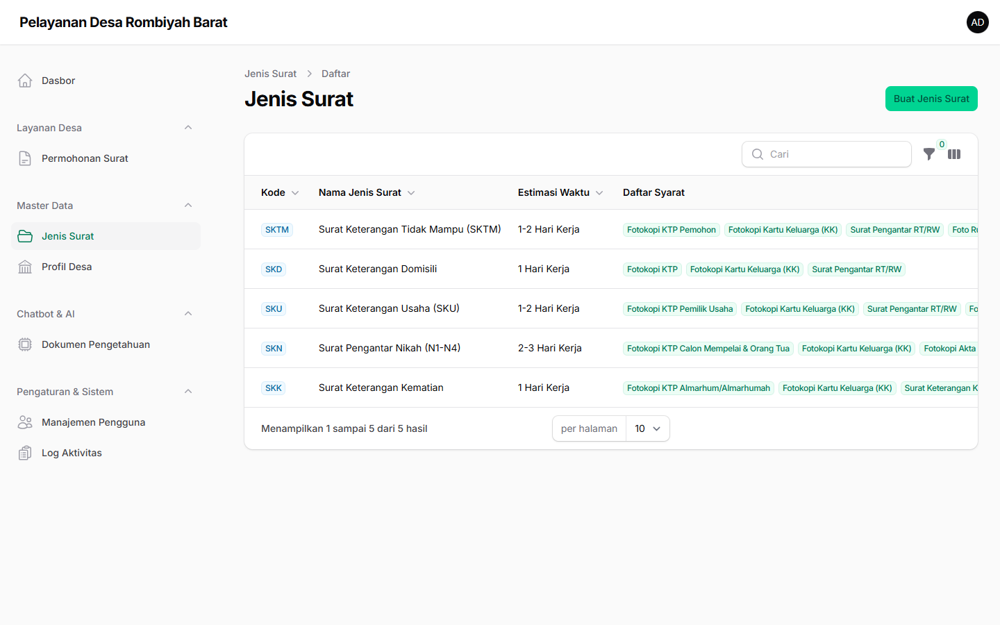 Pelayanan Desa Rombiyah Barat
AD
Dasbor
Layanan Desa
Permohonan Surat
Master Data
Jenis Surat
Profil Desa
Chatbot & AI
Dokumen Pengetahuan
Pengaturan & Sistem
Manajemen Pengguna
Log Aktivitas
Jenis Surat > Daftar
Jenis Surat
Buat Jenis Surat
Cari
0
Kode Nama Jenis Surat Estimasi Waktu Daftar Syarat
SKTM Surat Keterangan Tidak Mampu (SKTM) 1-2 Hari Kerja Fotokopi KTP Pemohon Fotokopi Kartu Keluarga (KK) Surat Pengantar RT/RW Foto
SKD Surat Keterangan Domisili 1 Hari Kerja Fotokopi KTP Fotokopi Kartu Keluarga (KK) Surat Pengantar RT/RW
SKU Surat Keterangan Usaha (SKU) 1-2 Hari Kerja Fotokopi KTP Pemilik Usaha Fotokopi Kartu Keluarga (KK) Surat Pengantar RT/RW
SKN Surat Pengantar Nikah (N1-N4) 2-3 Hari Kerja Fotokopi KTP Calon Mempelai & Orang Tua Fotokopi Kartu Keluarga (KK) Fotokopi Akta
SKK Surat Keterangan Kematian 1 Hari Kerja Fotokopi KTP Almarhum/Almarhumah Fotokopi Kartu Keluarga (KK) Surat Keterangan
Menampilkan 1 sampai 5 dari 5 hasil
per halaman 10